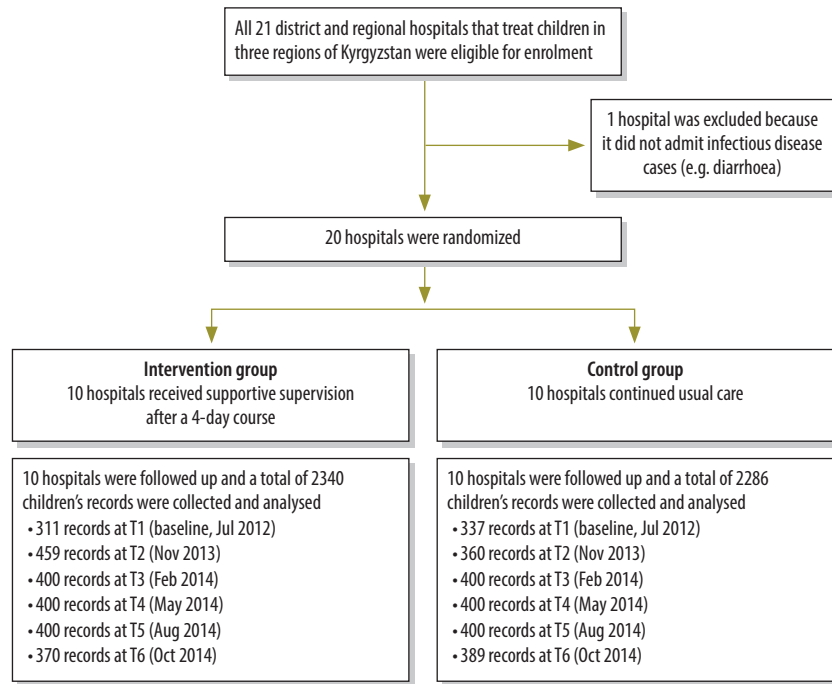 All 21 district and regional hospitals that treat children in
three regions of Kyrgyzstan were eligible for enrolment
1 hospital was excluded because
it did not admit infectious disease
cases (e.g. diarrhoea)
20 hospitals were randomized
Intervention group
10 hospitals received supportive supervision
after a 4-day course
Control group
10 hospitals continued usual care
10 hospitals were followed up and a total of 2340
children’s records were collected and analysed
• 311 records at T1 (baseline, Jul 2012)
• 459 records at T2 (Nov 2013)
• 400 records at T3 (Feb 2014)
• 400 records at T4 (May 2014)
• 400 records at T5 (Aug 2014)
• 370 records at T6 (Oct 2014)
10 hospitals were followed up and a total of 2286
children’s records were collected and analysed
• 337 records at T1 (baseline, Jul 2012)
• 360 records at T2 (Nov 2013)
• 400 records at T3 (Feb 2014)
• 400 records at T4 (May 2014)
• 400 records at T5 (Aug 2014)
• 389 records at T6 (Oct 2014)